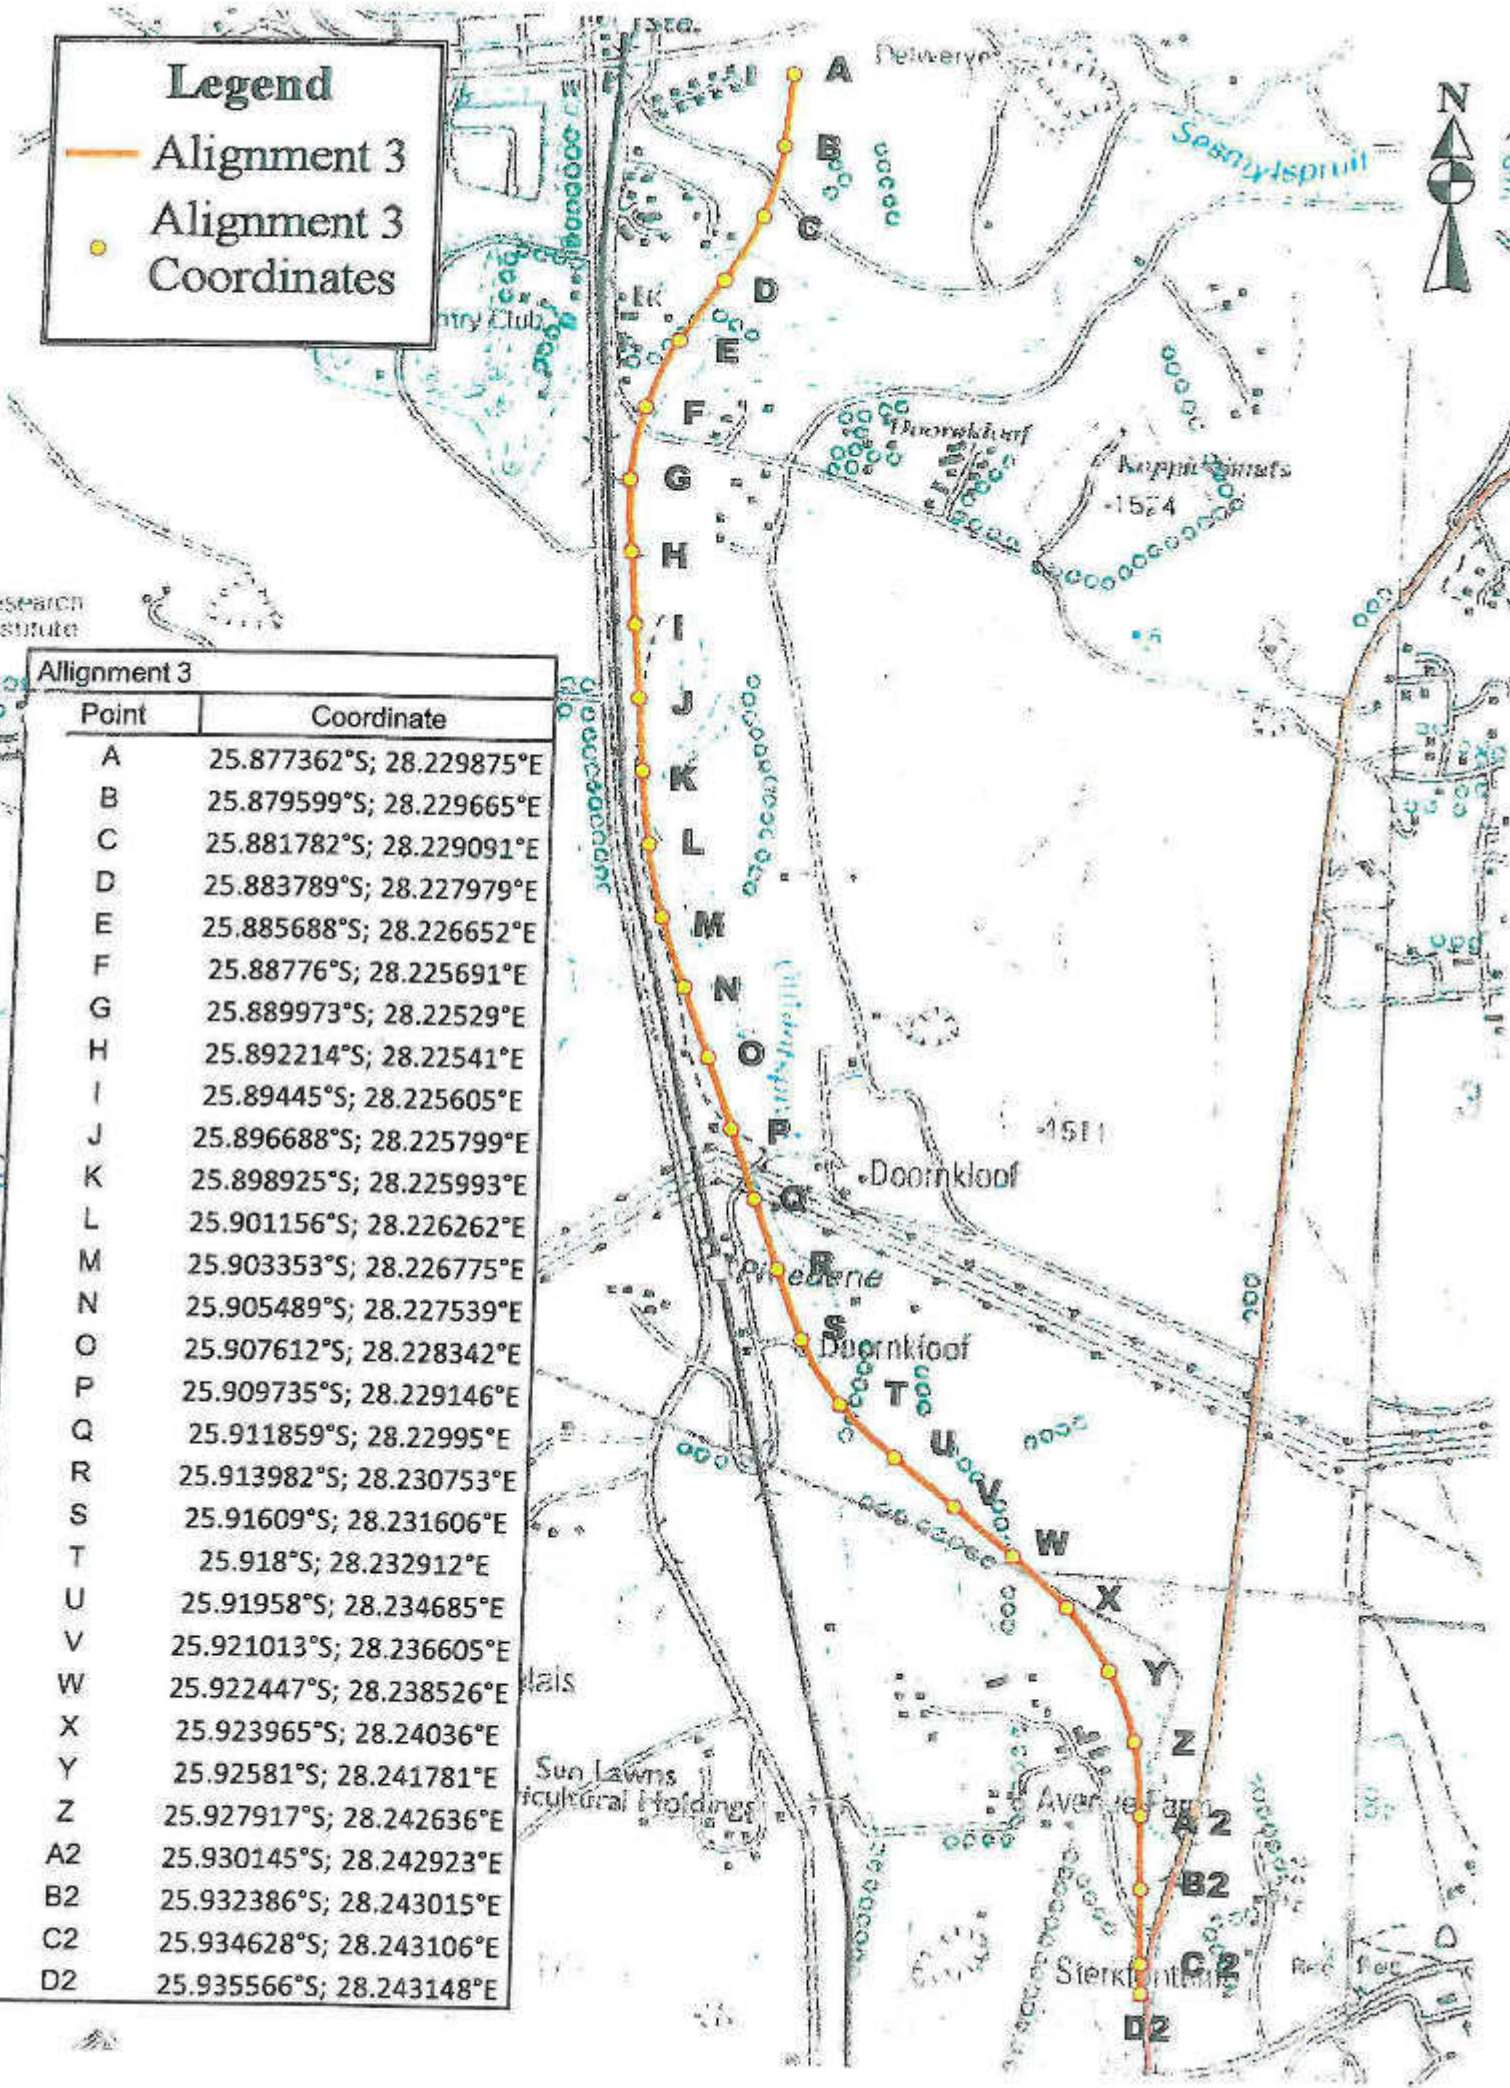 Legend
Alignment 3
Alignment 3
Coordinates
Sta.
A
N
B
C
D
ntry Club
E
F
G
-1524
H
I
Allignment 3
Point Coordinate
A 25.877362°S; 28.229875°E
B 25.879599°S; 28.229665°E
C 25.881782°S; 28.229091°E
D 25.883789°S; 28.227979°E
E 25.885688°S; 28.226652°E
F 25.88776°S; 28.225691°E
G 25.889973°S; 28.22529°E
H 25.892214°S; 28.22541°E
I 25.89445°S; 28.225605°E
J 25.896688°S; 28.225799°E
K 25.898925°S; 28.225993°E
L 25.901156°S; 28.226262°E
M 25.903353°S; 28.226775°E
N 25.905489°S; 28.227539°E
O 25.907612°S; 28.228342°E
P 25.909735°S; 28.229146°E
Q 25.911859°S; 28.22995°E
R 25.913982°S; 28.230753°E
S 25.91609°S; 28.231606°E
T 25.918°S; 28.232912°E
U 25.91958°S; 28.234685°E
V 25.921013°S; 28.236605°E
W 25.922447°S; 28.238526°E
X 25.923965°S; 28.24036°E
Y 25.92581°S; 28.241781°E
Z 25.927917°S; 28.242636°E
A2 25.930145°S; 28.242923°E
B2 25.932386°S; 28.243015°E
C2 25.934628°S; 28.243106°E
D2 25.935566°S; 28.243148°E
J
K
L
M
N
O
P
Doornkloof
Q
R
S
Doornkloof
T
U
V
W
X
Y
Z
Sun Lawns
ricultural Holdings
A2
B2
C2
D2